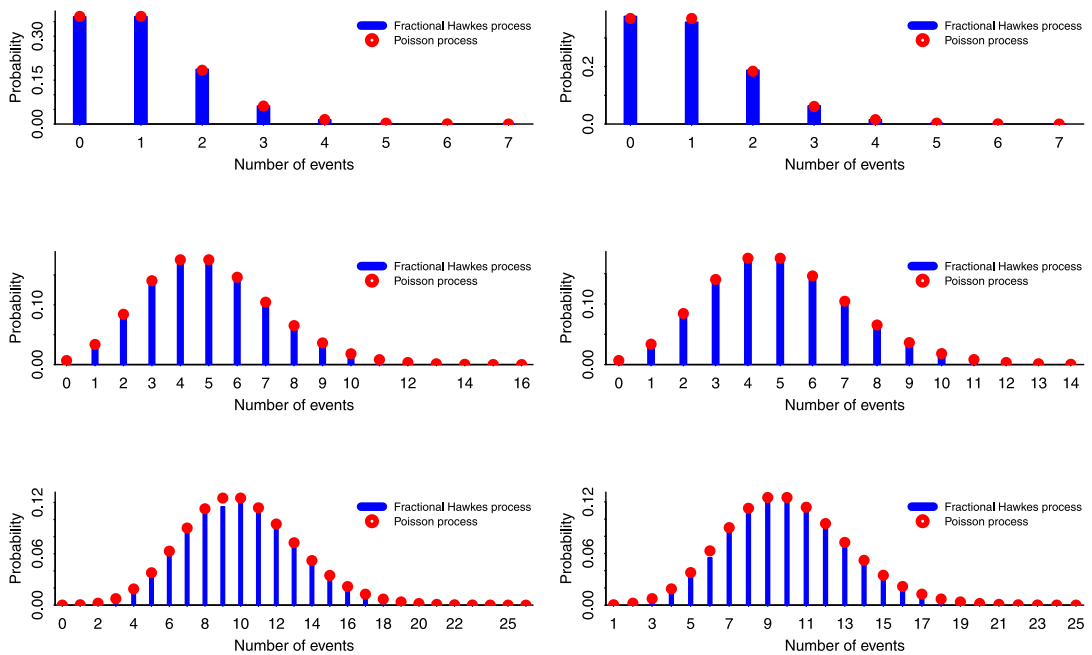 Probability
0.00 0.15 0.30
Fractional Hawkes process
Poisson process
0 1 2 3 4 5 6 7
Number of events
Probability
0.0 0.2
Fractional Hawkes process
Poisson process
0 1 2 3 4 5 6 7
Number of events
Probability
0.00 0.10
Fractional Hawkes process
Poisson process
0 1 2 3 4 5 6 7 8 9 10 12 14 16
Number of events
Probability
0.00 0.10
Fractional Hawkes process
Poisson process
0 1 2 3 4 5 6 7 8 9 10 11 12 13 14
Number of events
Probability
0.00 0.06 0.12
Fractional Hawkes process
Poisson process
0 2 4 6 8 10 12 14 16 18 20 22 25
Number of events
Probability
0.00 0.06 0.12
Fractional Hawkes process
Poisson process
1 3 5 7 9 11 13 15 17 19 21 23 25
Number of events